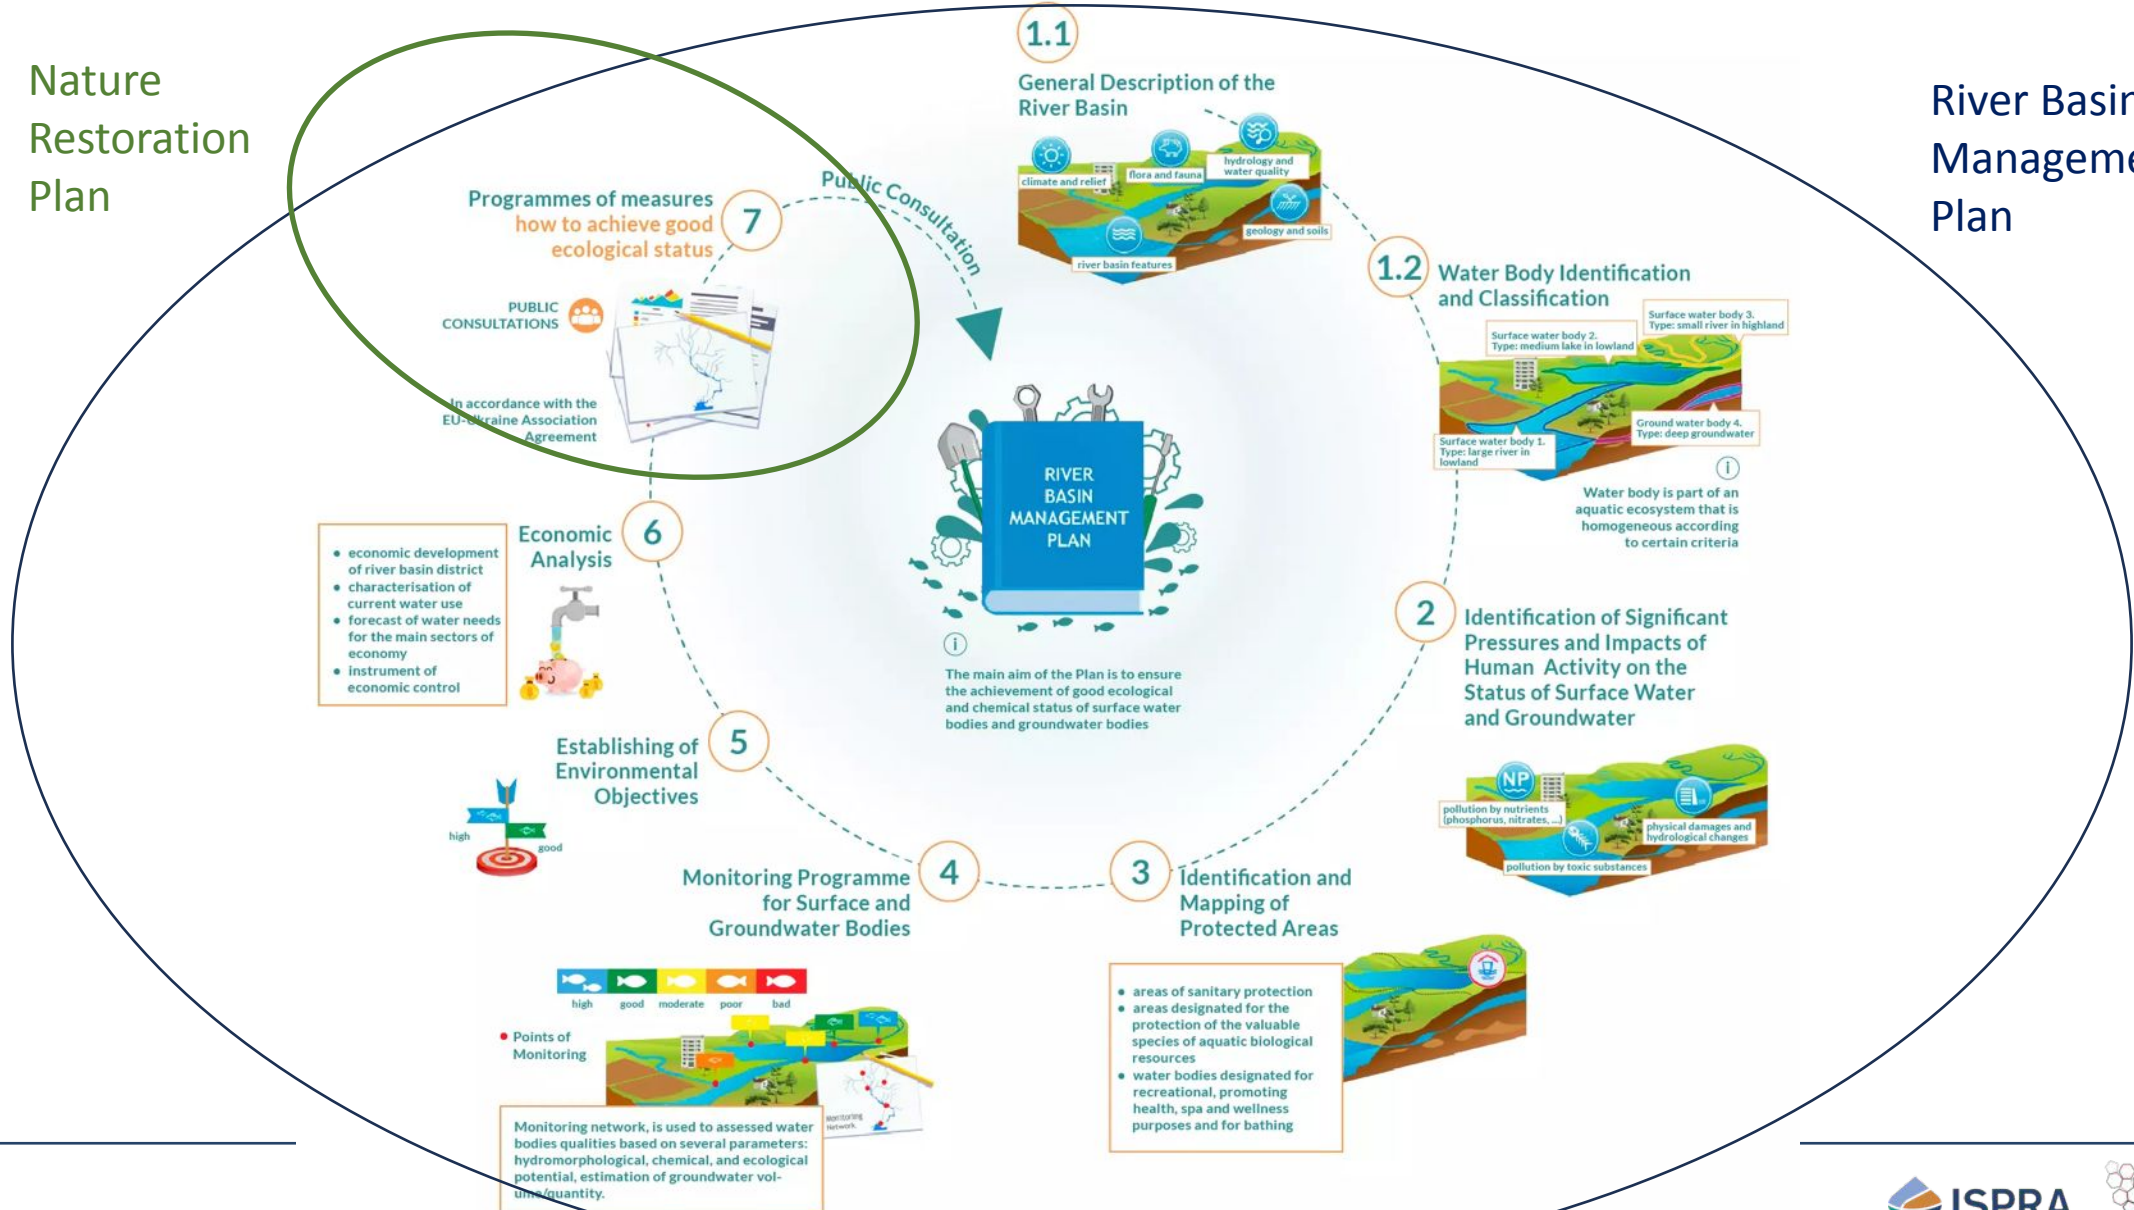 Nature
Restoration
Plan
River Basin
Management
Plan
1.1
General Description of the
River Basin
climate and relief
flora and fauna
hydrology and
water quality
geology and soils
river basin features
1.2
Water Body Identification
and Classification
Surface water body 3.
Type: small river in highland
Surface water body 2.
Type: medium lake in lowland
Ground water body 4.
Type: deep groundwater
Surface water body 1.
Type: large river in
lowland
i
Water body is part of an
aquatic ecosystem that is
homogeneous according
to certain criteria
2
Identification of Significant
Pressures and Impacts of
Human Activity on the
Status of Surface Water
and Groundwater
NP
pollution by nutrients
(phosphorus, nitrates, ...)
physical damages and
hydrological changes
pollution by toxic substances
3
Identification and
Mapping of
Protected Areas
• areas of sanitary protection
• areas designated for the
protection of the valuable
species of aquatic biological
resources
• water bodies designated for
recreational, promoting
health, spa and wellness
purposes and for bathing
4
Monitoring Programme
for Surface and
Groundwater Bodies
high good moderate poor bad
• Points of
Monitoring
Monitoring
Network.
Monitoring network, is used to assessed water
bodies qualities based on several parameters:
hydromorphological, chemical, and ecological
potential, estimation of groundwater vol-
ume/quantity.
5
Establishing of
Environmental
Objectives
high
good
6
Economic
Analysis
• economic development
of river basin district
• characterisation of
current water use
• forecast of water needs
for the main sectors of
economy
• instrument of
economic control
7
Programmes of measures
how to achieve good
ecological status
PUBLIC
CONSULTATIONS
In accordance with the
EU-Ukraine Association
Agreement
Public Consultation
RIVER
BASIN
MANAGEMENT
PLAN
i
The main aim of the Plan is to ensure
the achievement of good ecological
and chemical status of surface water
bodies and groundwater bodies
ISPRA